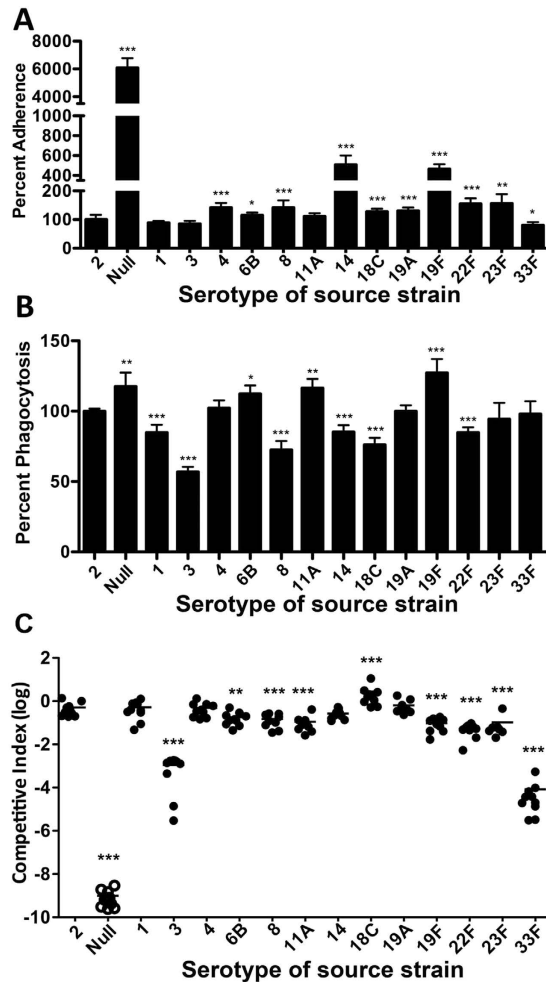 A
Percent Adherence
8000
6000
4000
2000
1000
800
600
400
200
200
100
0
*** *** * *** *** *** *** *** *** ** *
2 Null 1 3 4 6B 8 11A 14 18C 19A 19F 22F 23F 33F
Serotype of source strain
B
Percent Phagocytosis
150
100
50
0
** *** *** * *** ** *** *** *** ***
2 Null 1 3 4 6B 8 11A 14 18C 19A 19F 22F 23F 33F
Serotype of source strain
C
Competitive Index (log)
2
0
-2
-4
-6
-8
-10
*** *** ** *** *** *** *** *** *** ***
2 Null 1 3 4 6B 8 11A 14 18C 19A 19F 22F 23F 33F
Serotype of source strain